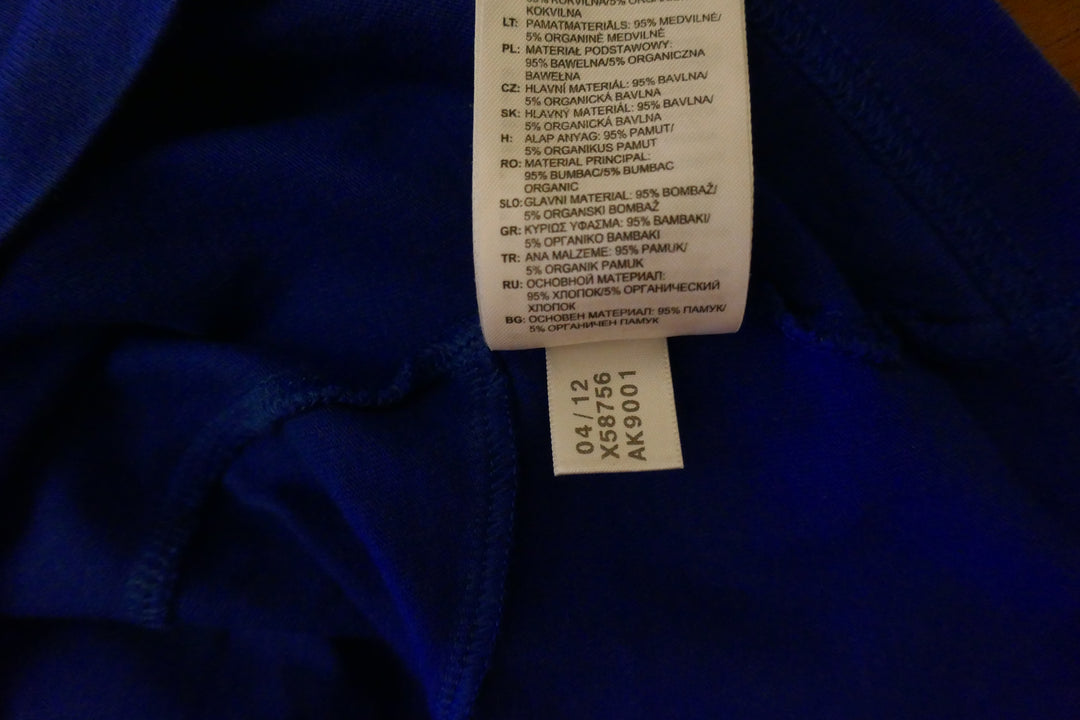 KOKVILNA
LT: PAMATMATERIĀLS: 95% MEDVILNĖ/
5% ORGANINĖ MEDVILNĖ
PL: MATERIAŁ PODSTAWOWY:
95% BAWEŁNA/5% ORGANICZNA
BAWEŁNA
CZ: HLAVNÍ MATERIÁL: 95% BAVLNA/
5% ORGANICKÁ BAVLNA
SK: HLAVNÝ MATERIÁL: 95% BAVLNA/
5% ORGANICKÁ BAVLNA
H: ALAP ANYAG: 95% PAMUT/
5% ORGANIKUS PAMUT
RO: MATERIAL PRINCIPAL:
95% BUMBAC/5% BUMBAC
ORGANIC
SLO: GLAVNI MATERIAL: 95% BOMBAŽ/
5% ORGANSKI BOMBAŽ
GR: ΚΥΡΙΩΣ ΥΦΑΣΜΑ: 95% ΒΑΜΒΑΚΙ/
5% ΟΡΓΑΝΙΚΟ ΒΑΜΒΑΚΙ
TR: ANA MALZEME: 95% PAMUK/
5% ORGANIK PAMUK
RU: ОСНОВНОЙ МАТЕРИАЛ:
95% ХЛОПОК/5% ОРГАНИЧЕСКИЙ
ХЛОПОК
BG: ОСНОВЕН МАТЕРИАЛ: 95% ПАМУК/
5% ОРГАНИЧЕН ПАМУК
04/12
X58756
AK9001